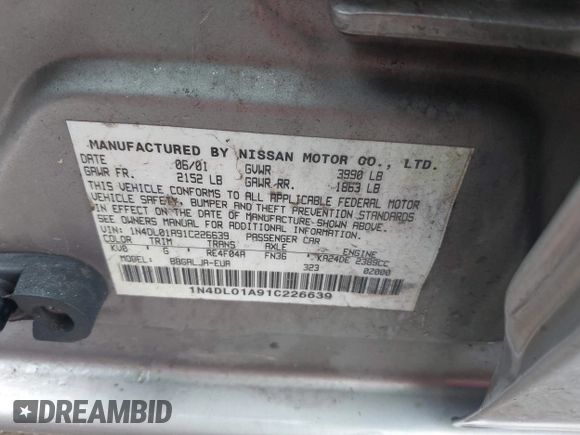 MANUFACTURED BY NISSAN MOTOR CO., LTD.
DATE 06/01 GVWR 3990 LB
GAWR FR. 2152 LB GAWR RR. 1863 LB
THIS VEHICLE CONFORMS TO ALL APPLICABLE FEDERAL MOTOR
VEHICLE SAFETY, BUMPER AND THEFT PREVENTION STANDARDS
IN EFFECT ON THE DATE OF MANUFACTURE SHOWN ABOVE.
SEE OWNERS MANUAL FOR ADDITIONAL INFORMATION.
VIN: 1N4DL01A91C226639 PASSENGER CAR
COLOR TRIM TRANS AXLE ENGINE
KV8 G RE4F04A FN36 KA24DE 2389CC
MODEL BBGALJA-EUA 323 02000
1N4DL01A91C226639
DREAMBID